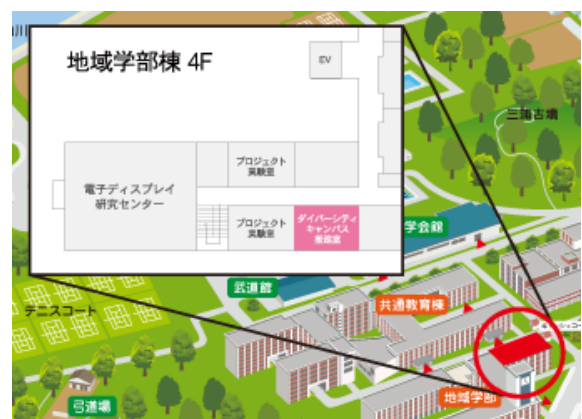 地域学部棟 4F
EV
プロジェクト
実験室
電子ディスプレイ
研究センター
プロジェクト
実験室
ダイバーシティ
キャンパス
推進室
三浦古墳
学会館
武道館
テニスコート
共通教育棟
地域学部
弓道場